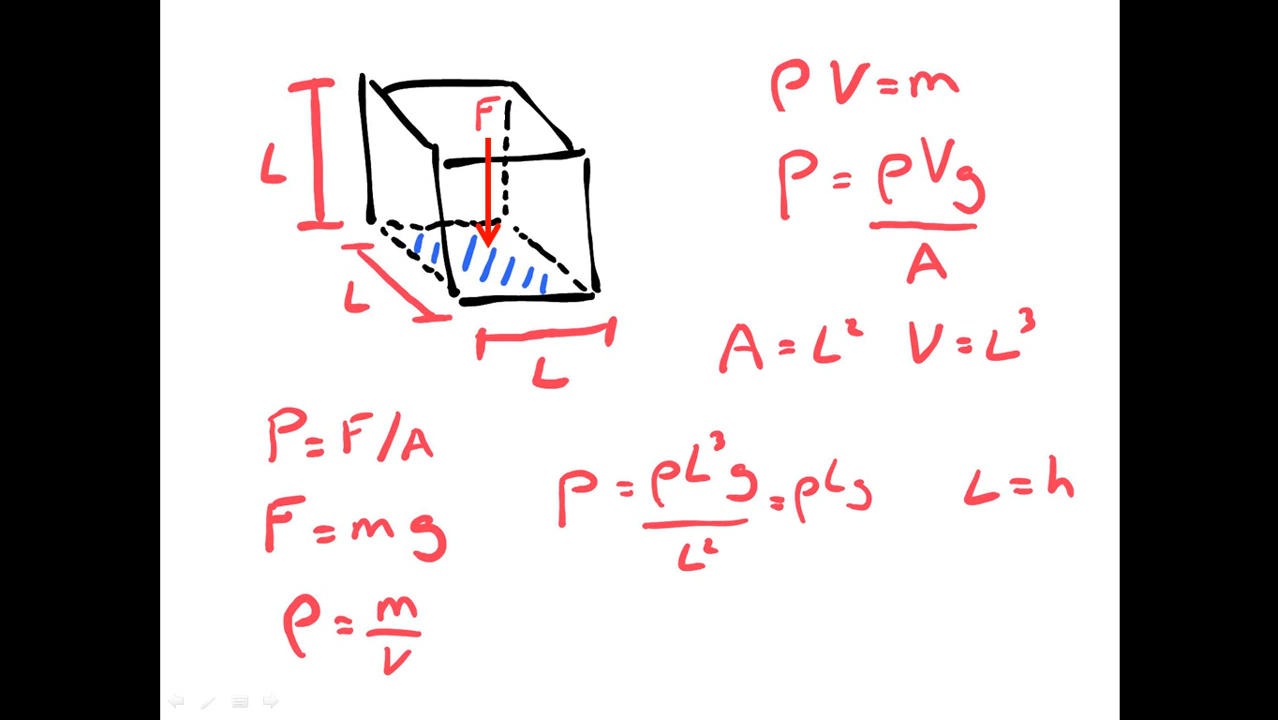 F
L
L
L
P = F/A
F = mg
ρ = m/V
ρV = m
P = ρVg/A
A = L² V = L³
P = ρL³g/L² = ρLg L = h